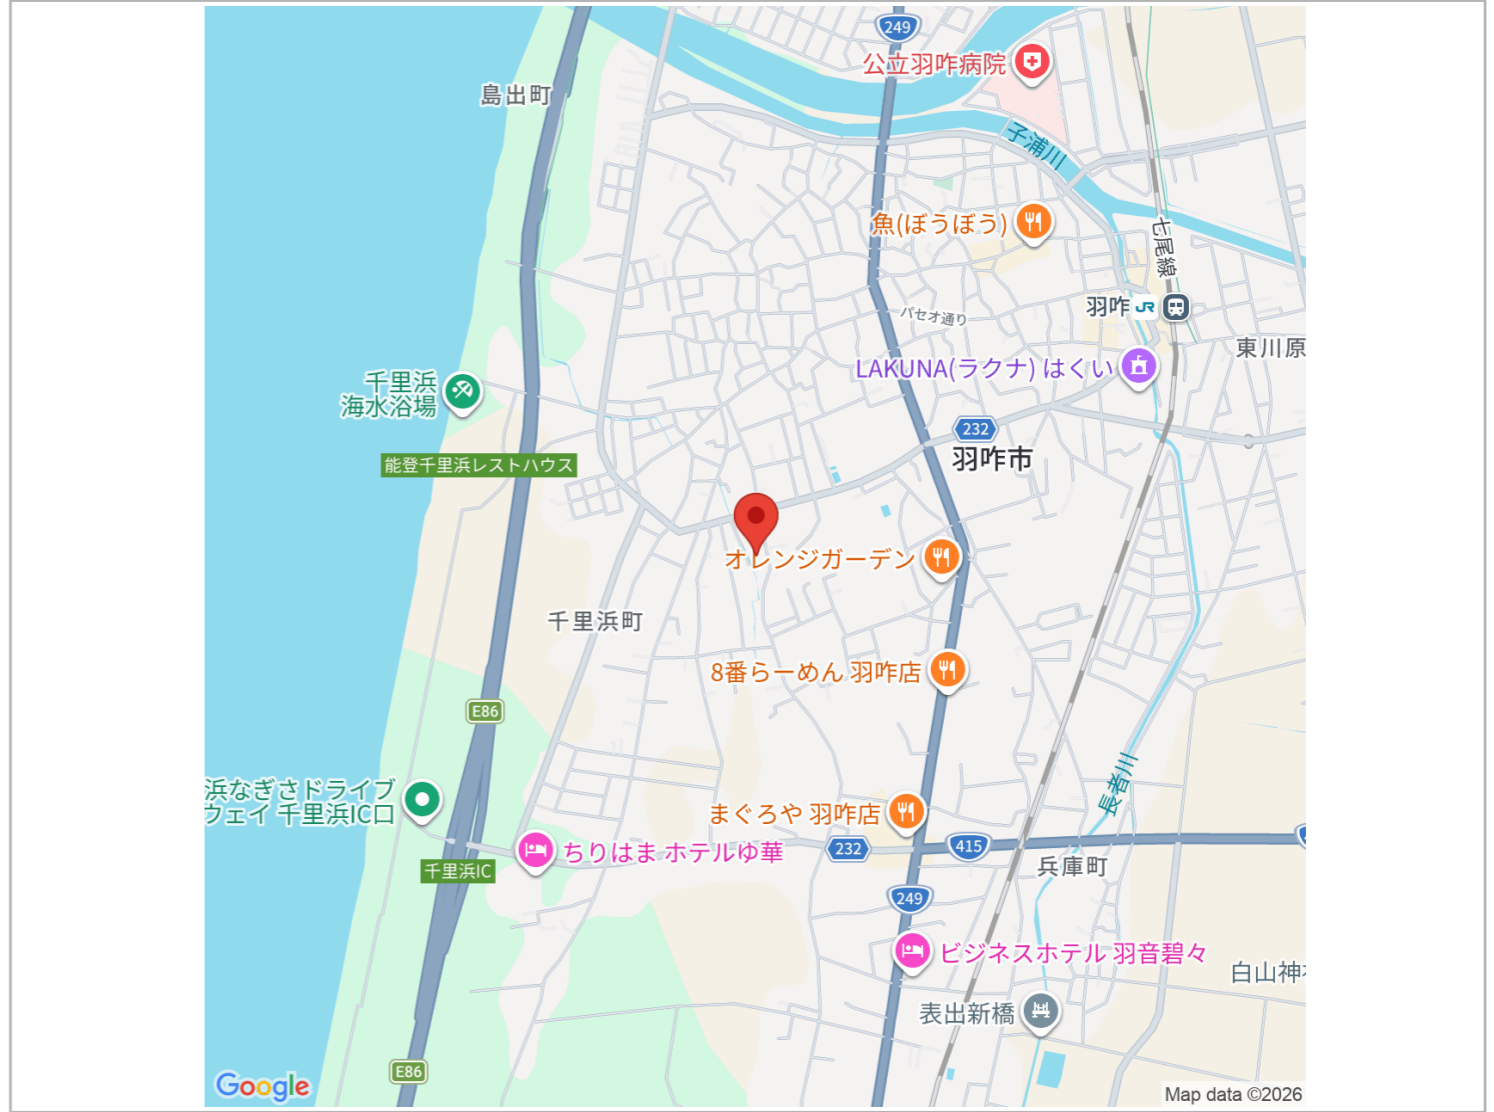 249
公立羽咋病院
島出町
子浦川
魚(ぼうぼう)
七尾線
羽咋 JR
パセオ通り
東川原
LAKUNA(ラクナ) はくい
千里浜
海水浴場
232
羽咋市
能登千里浜レストハウス
オレンジガーデン
千里浜町
8番らーめん 羽咋店
E86
長者川
浜なぎさドライブ
ウェイ 千里浜IC口
まぐろや 羽咋店
ちりはま ホテルゆ華
232
415
千里浜IC
兵庫町
249
ビジネスホテル 羽音碧々
白山神
表出新橋
E86
Google
Map data ©2026